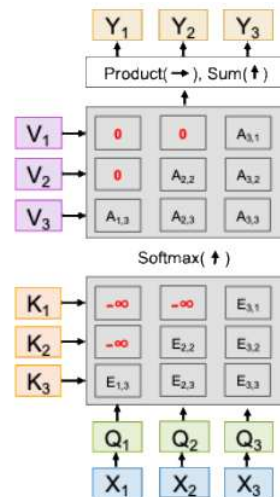 Y1 Y2 Y3
Product(→), Sum(↑)
V1 0 0 A3,1
V2 0 A2,2 A3,2
V3 A1,3 A2,3 A3,3
Softmax(↑)
K1 -∞ -∞ E3,1
K2 -∞ E2,2 E3,2
K3 E1,3 E2,3 E3,3
Q1 Q2 Q3
X1 X2 X3